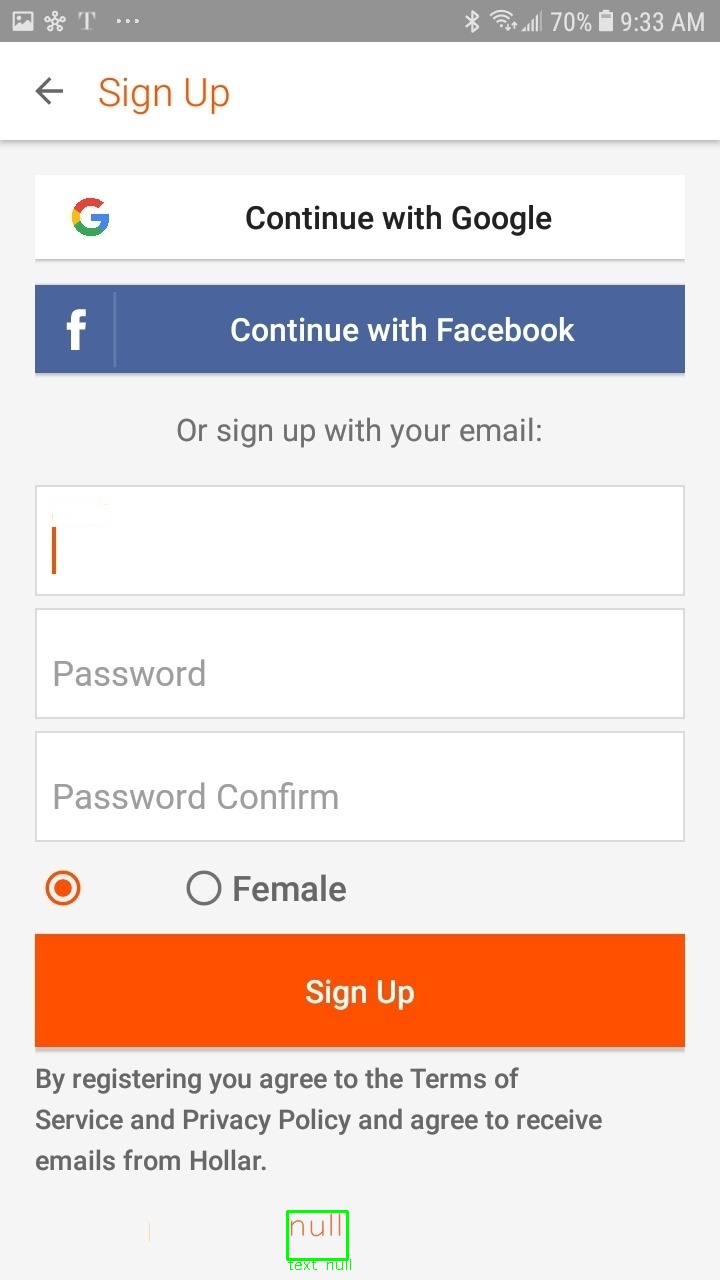 70% 9:33 AM
Sign Up
Continue with Google
f Continue with Facebook
Or sign up with your email:
Password
Password Confirm
Female
Sign Up
By registering you agree to the Terms of
Service and Privacy Policy and agree to receive
emails from Hollar.
null
text null